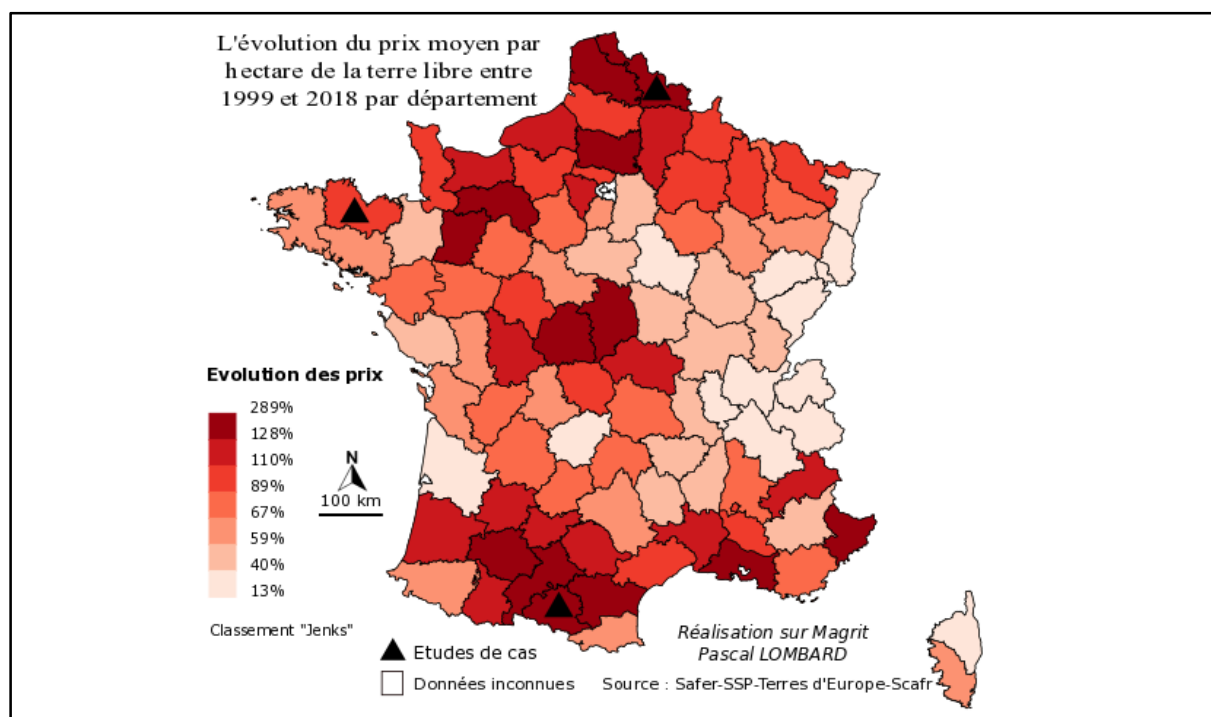 L'évolution du prix moyen par
hectare de la terre libre entre
1999 et 2018 par département
Evolution des prix
289%
128%
110%
89%
67%
59%
40%
13%
N
100 km
Classement "Jenks"
Etudes de cas
Données inconnues
Réalisation sur Magrit
Pascal LOMBARD
Source : Safer-SSP-Terres d'Europe-Scafr